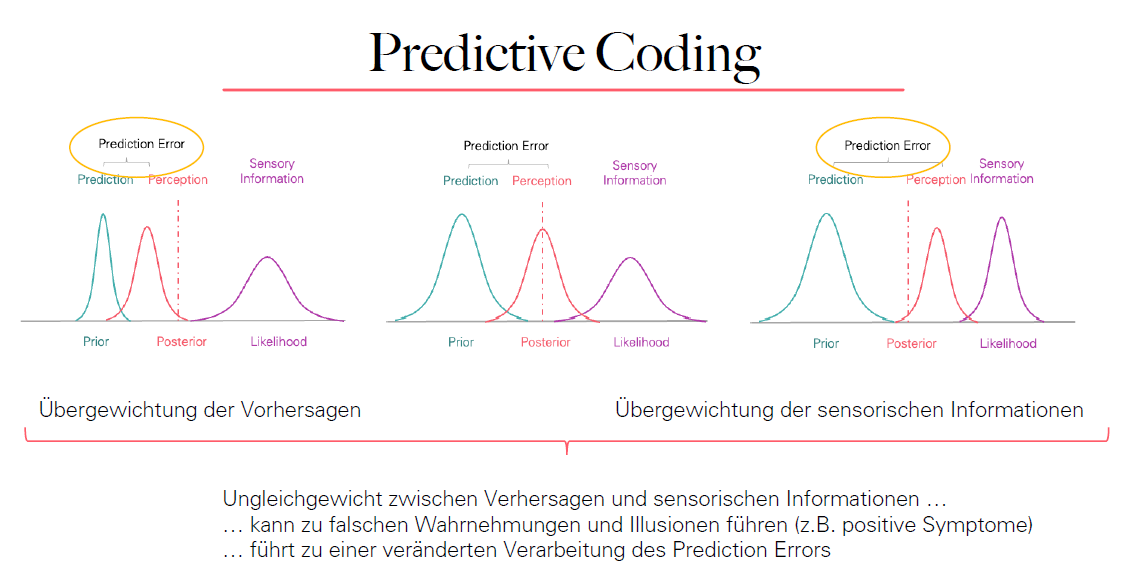 Predictive Coding
Prediction Error
Sensory
Information
Prediction Perception
Prior Posterior Likelihood
Prediction Error
Sensory
Information
Prediction Perception
Prior Posterior Likelihood
Prediction Error
Sensory
Information
Prediction Perception
Prior Posterior Likelihood
Übergewichtung der Vorhersagen
Übergewichtung der sensorischen Informationen
Ungleichgewicht zwischen Verhersagen und sensorischen Informationen …
… kann zu falschen Wahrnehmungen und Illusionen führen (z.B. positive Symptome)
… führt zu einer veränderten Verarbeitung des Prediction Errors